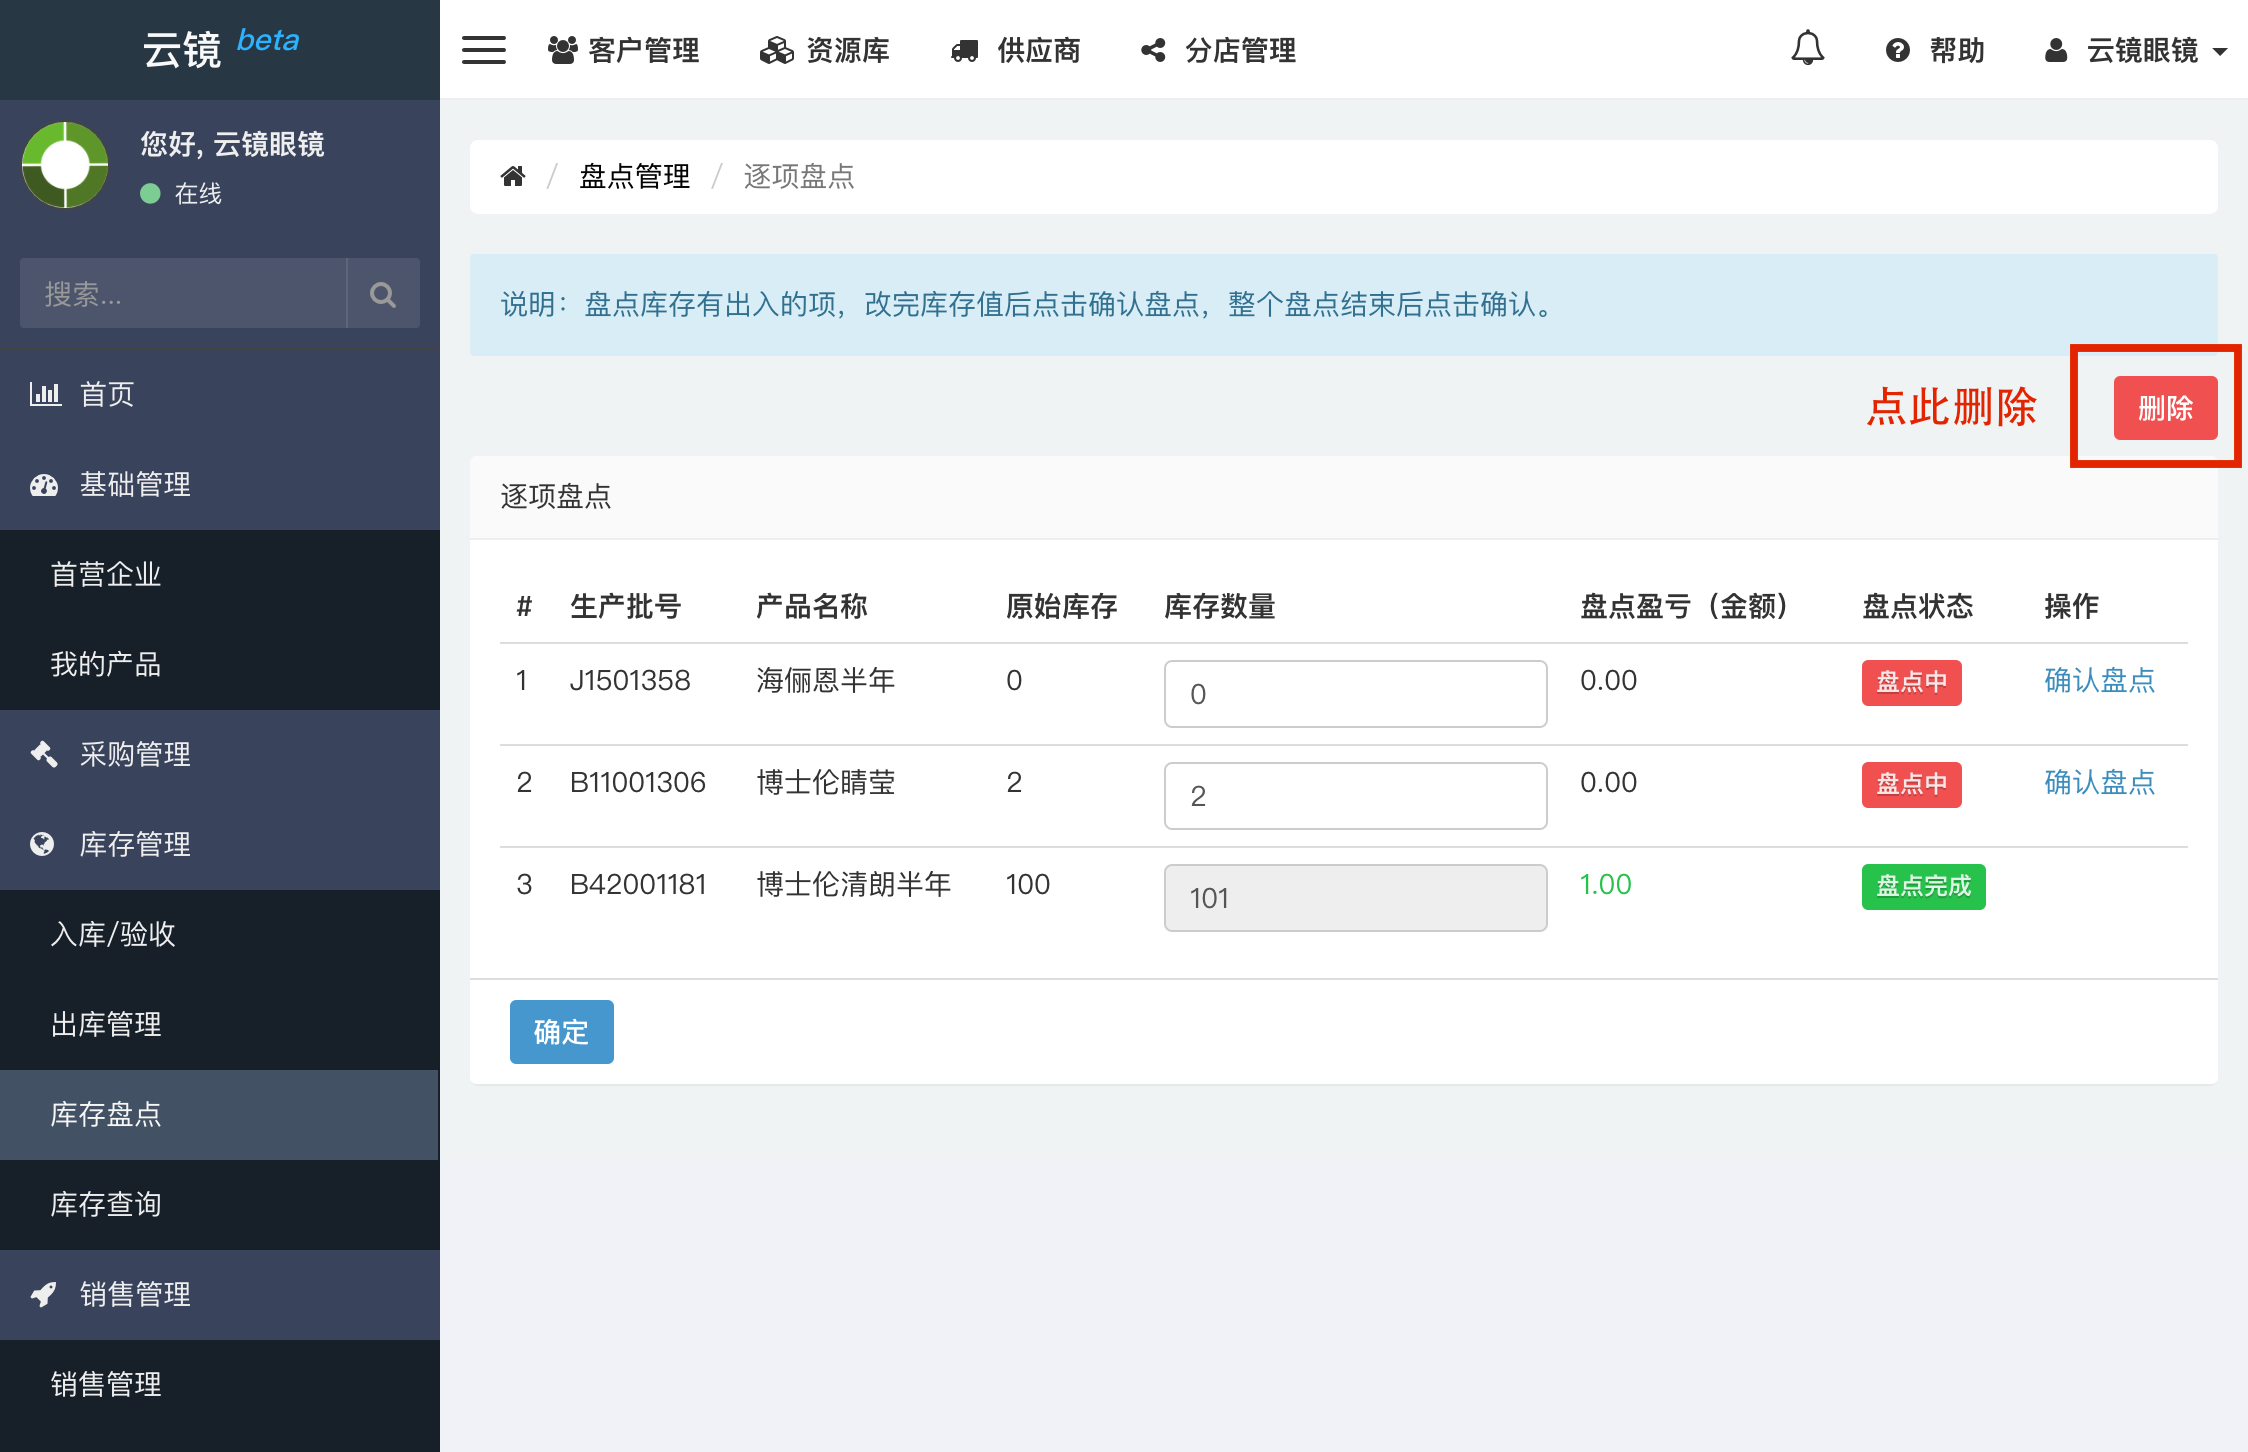 云镜 beta
客户管理
资源库
供应商
分店管理
帮助
云镜眼镜
您好, 云镜眼镜
在线
搜索...
首页
基础管理
首营企业
我的产品
采购管理
库存管理
入库/验收
出库管理
库存盘点
库存查询
销售管理
销售管理
/ 盘点管理 / 逐项盘点
说明：盘点库存有出入的项，改完库存值后点击确认盘点，整个盘点结束后点击确认。
点此删除
删除
逐项盘点
# 生产批号 产品名称 原始库存 库存数量 盘点盈亏（金额） 盘点状态 操作
1 J1501358 海俪恩半年 0 0 0.00 盘点中 确认盘点
2 B11001306 博士伦睛莹 2 2 0.00 盘点中 确认盘点
3 B42001181 博士伦清朗半年 100 101 1.00 盘点完成
确定